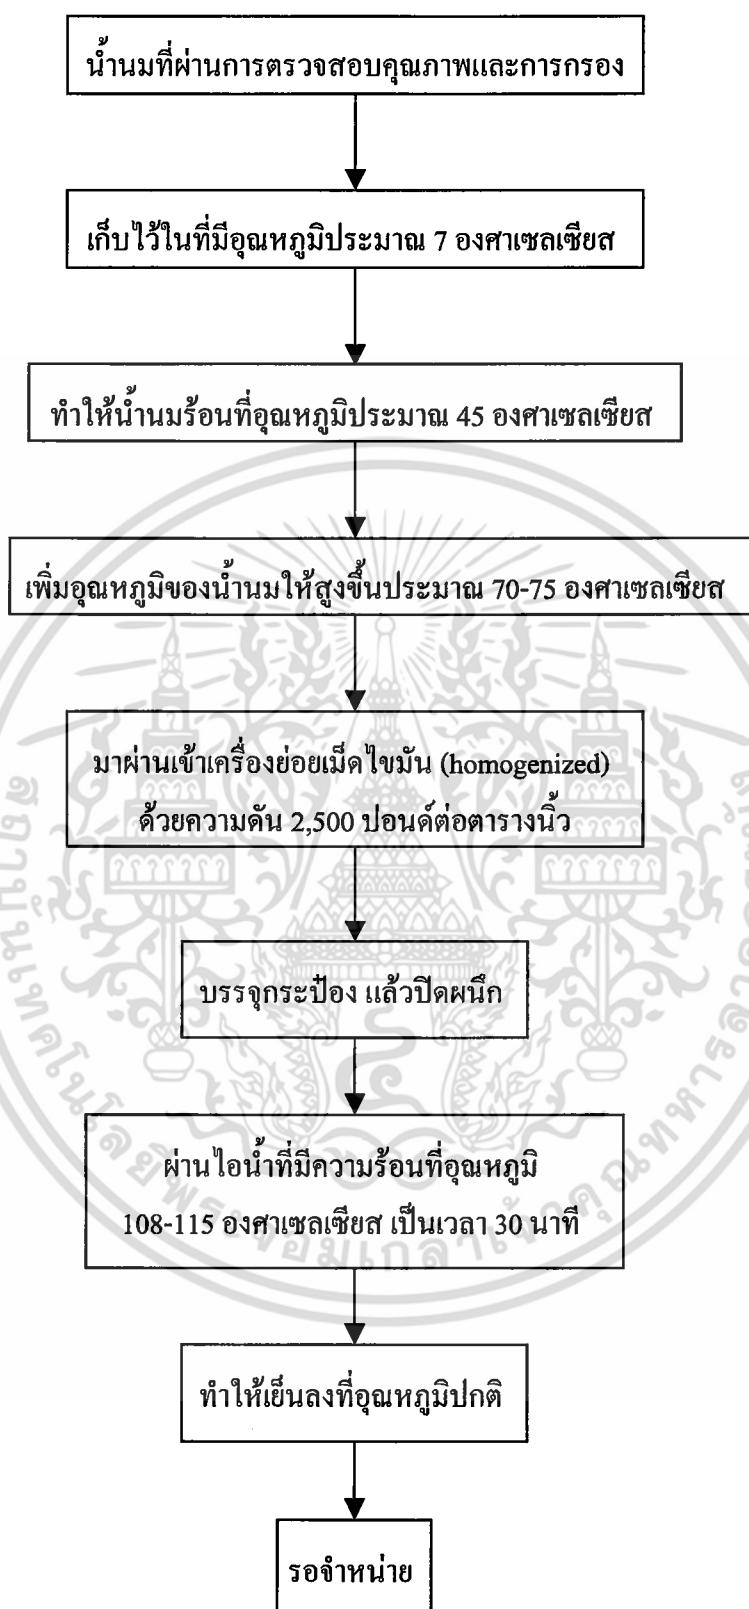 น้ำนมที่ผ่านการตรวจสอบคุณภาพและการกรอง
เก็บไว้ในที่มีอุณหภูมิประมาณ 7 องศาเซลเซียส
ทำให้น้ำนมร้อนที่อุณหภูมิประมาณ 45 องศาเซลเซียส
เพิ่มอุณหภูมิของน้ำนมให้สูงขึ้นประมาณ 70-75 องศาเซลเซียส
มาผ่านเข้าเครื่องย่อยเม็ดไขมัน (homogenized)
ด้วยความดัน 2,500 ปอนด์ต่อตารางนิ้ว
บรรจุกระป๋อง แล้วปิดผนึก
ผ่านไอน้ำที่มีความร้อนที่อุณหภูมิ
108-115 องศาเซลเซียส เป็นเวลา 30 นาที
ทำให้เย็นลงที่อุณหภูมิปกติ
รอจำหน่าย